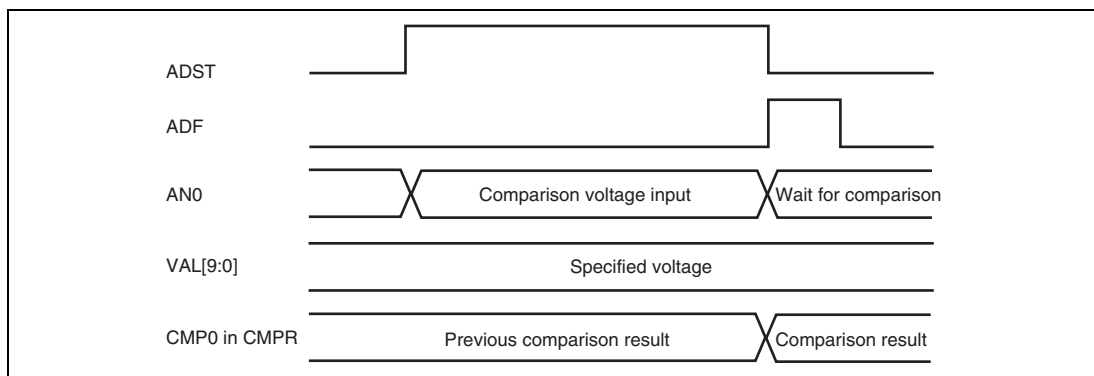 ADST
ADF
AN0
Comparison voltage input
Wait for comparison
VAL[9:0]
Specified voltage
CMP0 in CMPR
Previous comparison result
Comparison result